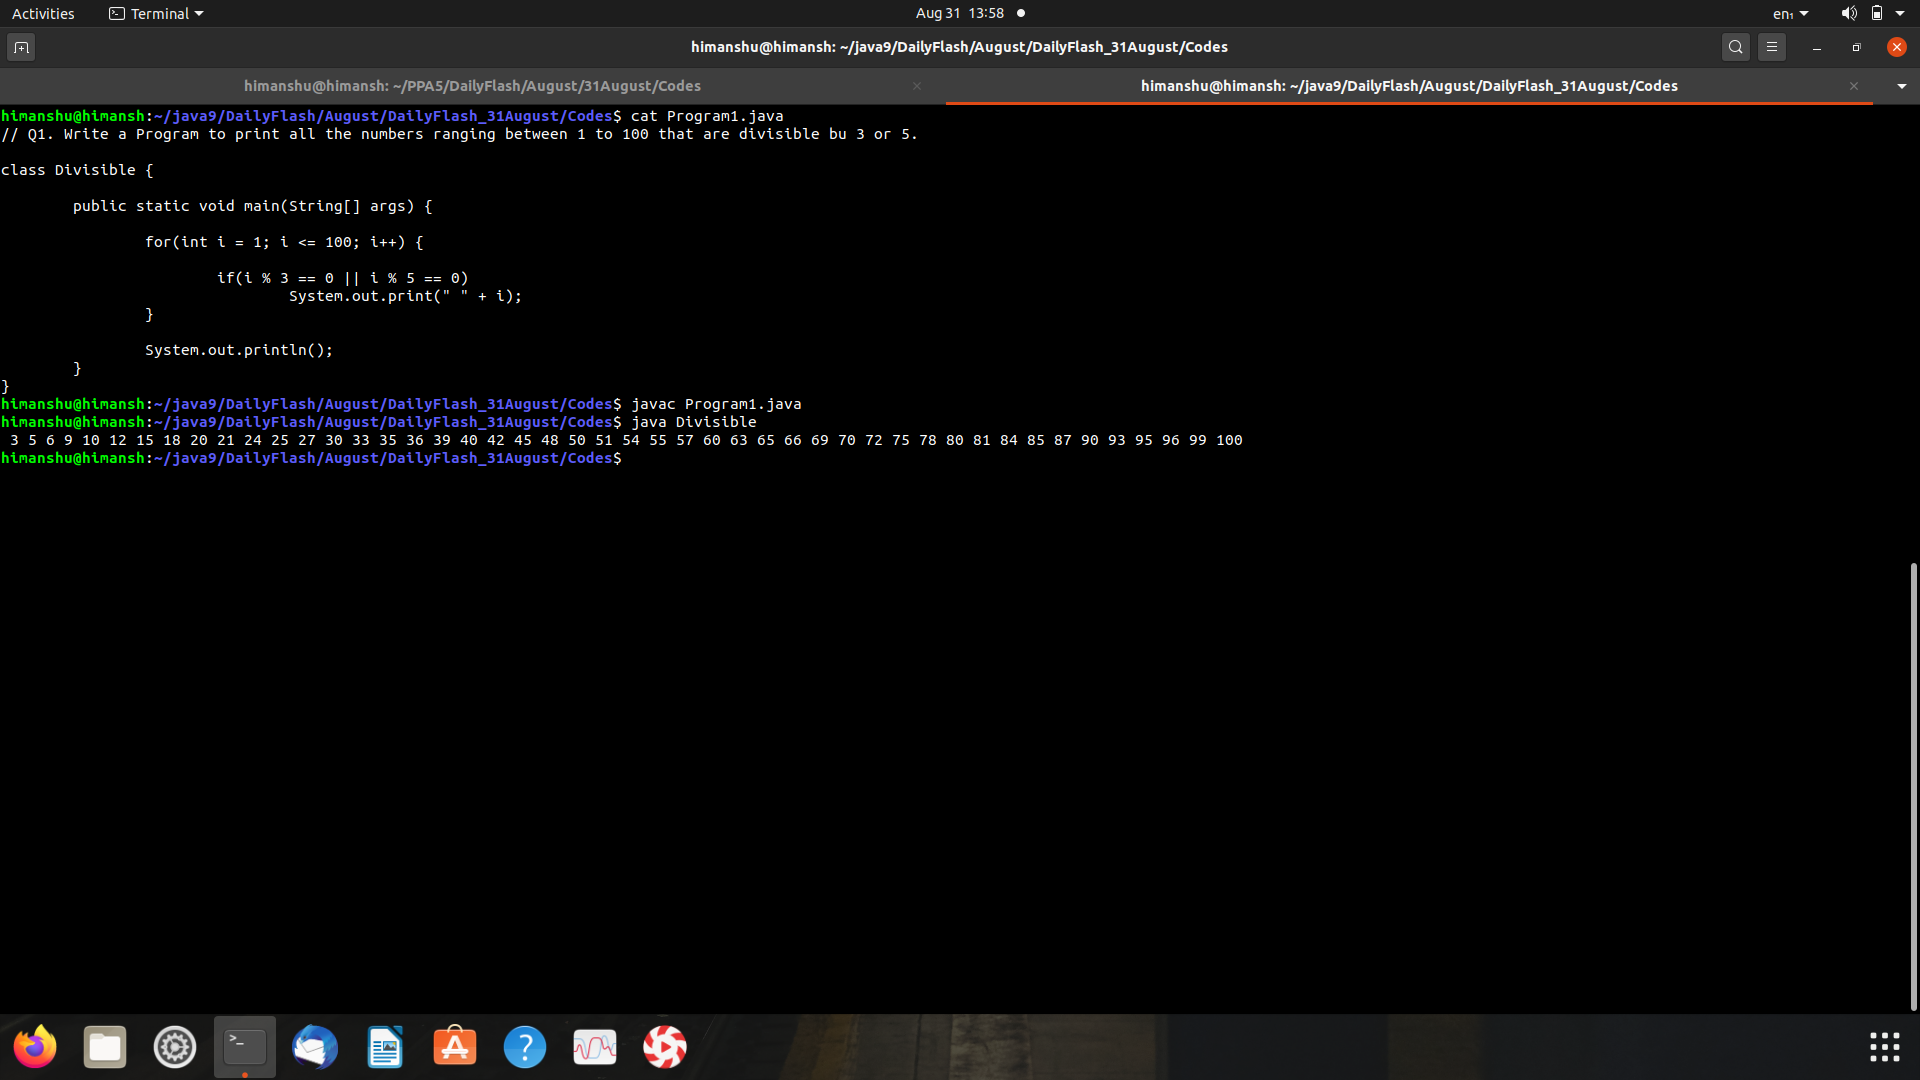 Activities Terminal Aug 31 13:58 en₁
himanshu@himansh: ~/java9/DailyFlash/August/DailyFlash_31August/Codes
himanshu@himansh: ~/PPA5/DailyFlash/August/31August/Codes himanshu@himansh: ~/java9/DailyFlash/August/DailyFlash_31August/Codes
himanshu@himansh:~/java9/DailyFlash/August/DailyFlash_31August/Codes$ cat Program1.java
// Q1. Write a Program to print all the numbers ranging between 1 to 100 that are divisible bu 3 or 5.
class Divisible {
public static void main(String[] args) {
for(int i = 1; i <= 100; i++) {
if(i % 3 == 0 || i % 5 == 0)
System.out.print(" " + i);
}
System.out.println();
}
}
himanshu@himansh:~/java9/DailyFlash/August/DailyFlash_31August/Codes$ javac Program1.java
himanshu@himansh:~/java9/DailyFlash/August/DailyFlash_31August/Codes$ java Divisible
3 5 6 9 10 12 15 18 20 21 24 25 27 30 33 35 36 39 40 42 45 48 50 51 54 55 57 60 63 65 66 69 70 72 75 78 80 81 84 85 87 90 93 95 96 99 100
himanshu@himansh:~/java9/DailyFlash/August/DailyFlash_31August/Codes$